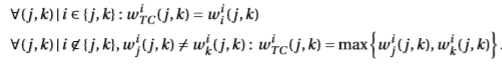 ∀(j,k) | i ∈ {j,k} : w^i_{TC}(j,k) = w^i_i(j,k)
∀(j,k) | i ∉ {j,k}, w^i_j(j,k) ≠ w^i_k(j,k) : w^i_{TC}(j,k) = max{w^i_j(j,k), w^i_k(j,k)}.